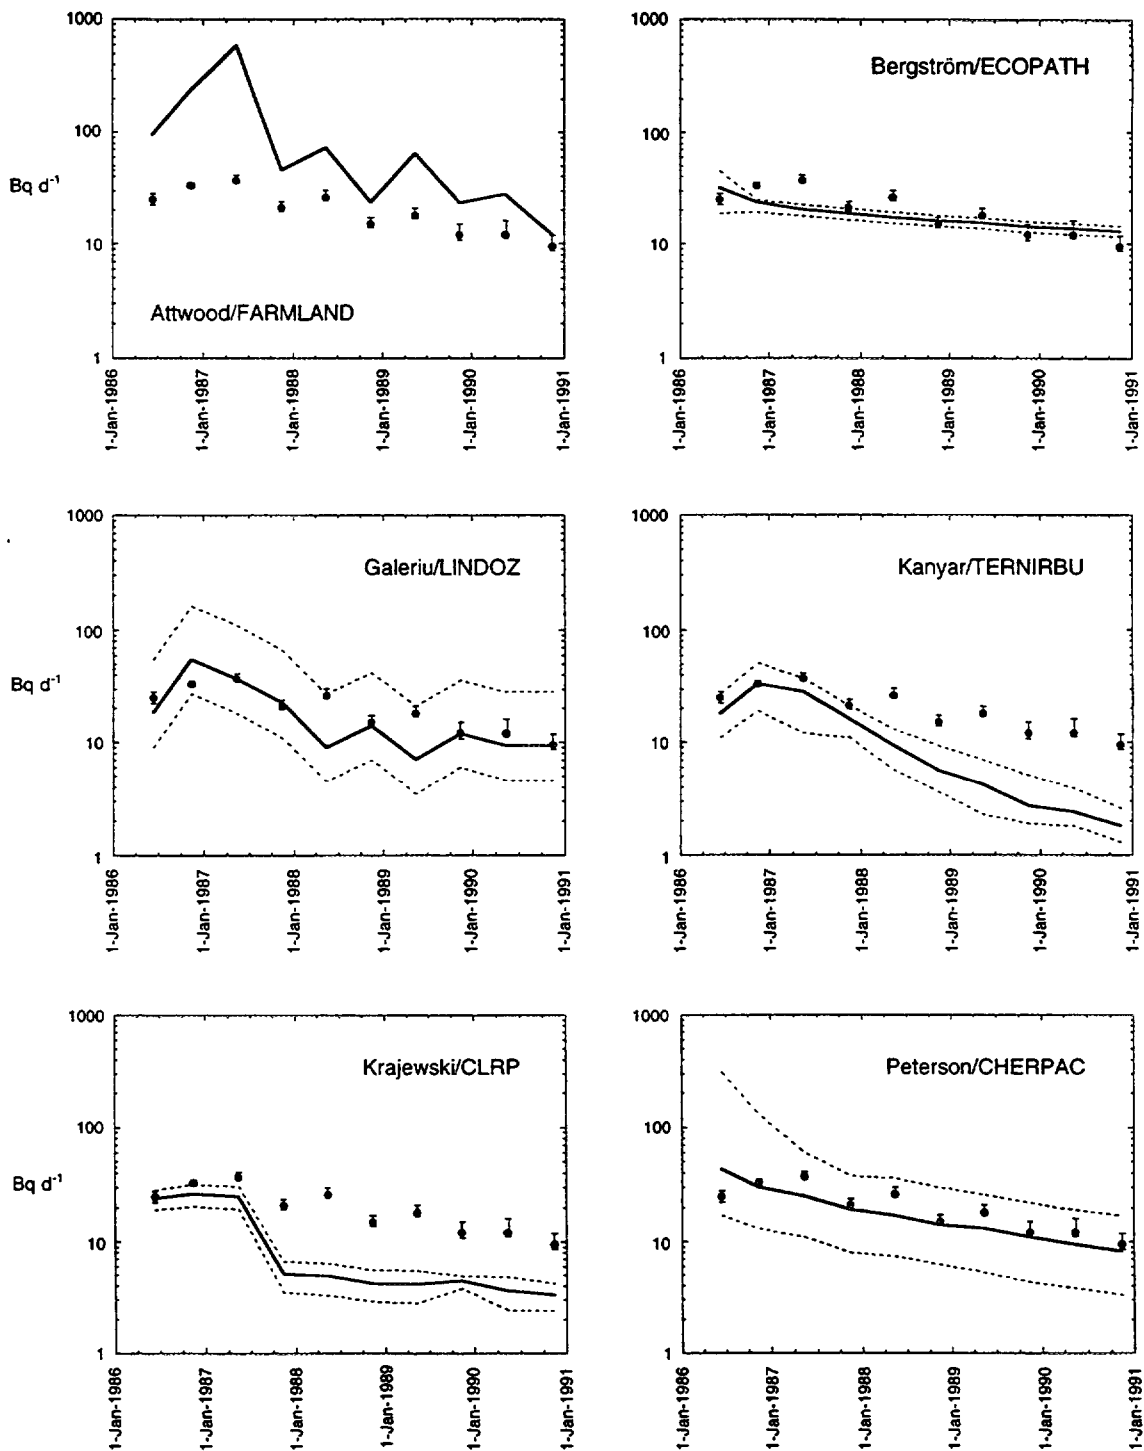 1000
Bergström/ECOPATH
100
Bq d⁻¹
10
Attwood/FARMLAND
1
1-Jan-1986
1-Jan-1987
1-Jan-1988
1-Jan-1989
1-Jan-1990
1-Jan-1991
1000
100
10
1
1-Jan-1986
1-Jan-1987
1-Jan-1988
1-Jan-1989
1-Jan-1990
1-Jan-1991
1000
Galeriu/LINDOZ
100
Bq d⁻¹
10
1
1-Jan-1986
1-Jan-1987
1-Jan-1988
1-Jan-1989
1-Jan-1990
1-Jan-1991
1000
Kanyar/TERNIRBU
100
10
1
1-Jan-1986
1-Jan-1987
1-Jan-1988
1-Jan-1989
1-Jan-1990
1-Jan-1991
1000
Krajewski/CLRP
100
Bq d⁻¹
10
1
1-Jan-1986
1-Jan-1987
1-Jan-1988
1-Jan-1989
1-Jan-1990
1-Jan-1991
1000
Peterson/CHERPAC
100
10
1
1-Jan-1986
1-Jan-1987
1-Jan-1988
1-Jan-1989
1-Jan-1990
1-Jan-1991